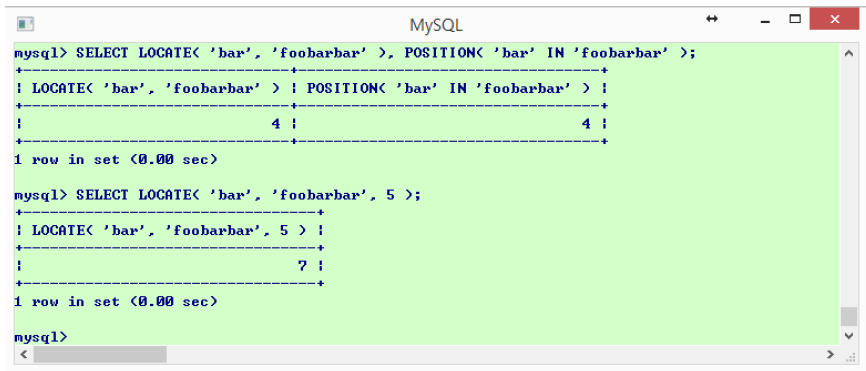 MySQL
mysql> SELECT LOCATE( 'bar', 'foobarbar' ), POSITION( 'bar' IN 'foobarbar' );
+------------------------------+----------------------------------+
| LOCATE( 'bar', 'foobarbar' ) | POSITION( 'bar' IN 'foobarbar' ) |
+------------------------------+----------------------------------+
|                            4 |                                4 |
+------------------------------+----------------------------------+
1 row in set (0.00 sec)
mysql> SELECT LOCATE( 'bar', 'foobarbar', 5 );
+---------------------------------+
| LOCATE( 'bar', 'foobarbar', 5 ) |
+---------------------------------+
|                               7 |
+---------------------------------+
1 row in set (0.00 sec)
mysql>